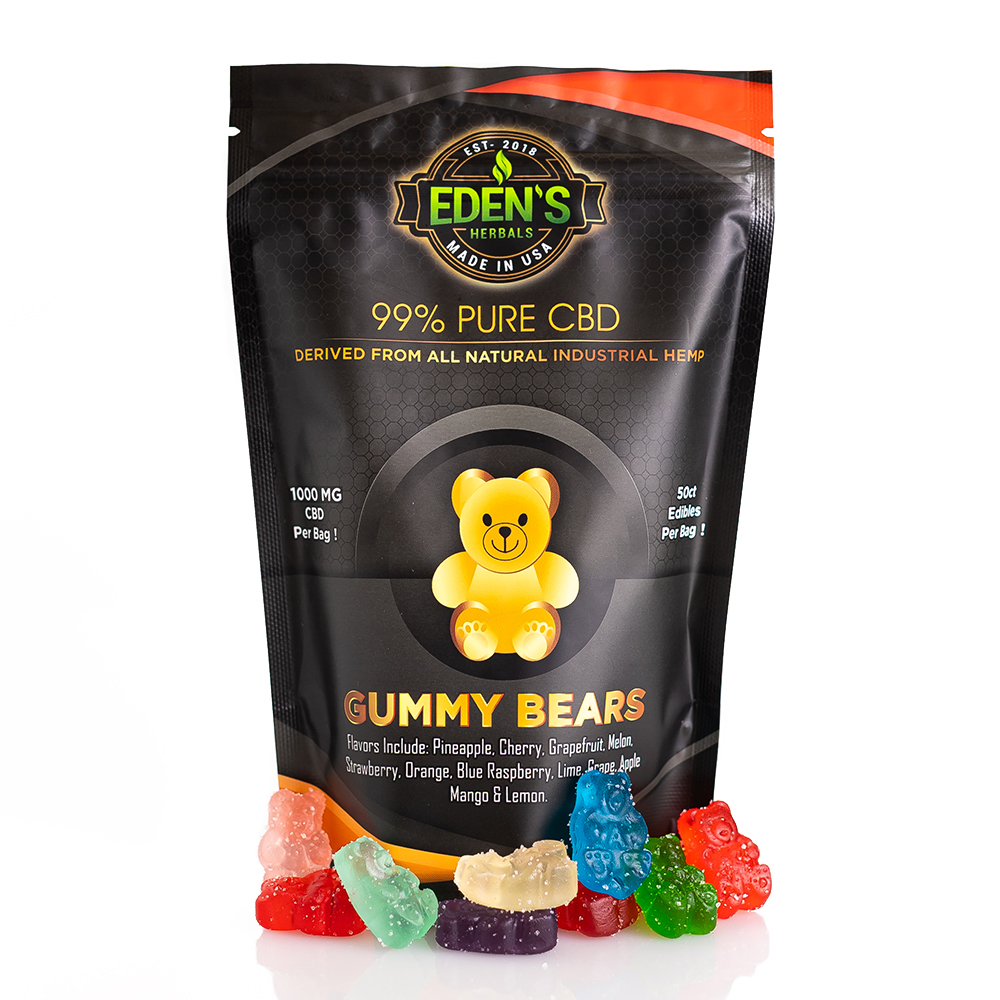 EST- 2018
EDEN'S
HERBALS
MADE IN USA
99% PURE CBD
DERIVED FROM ALL NATURAL INDUSTRIAL HEMP
1000 MG
CBD
Per Bag !
50ct
Edibles
Per Bag !
GUMMY BEARS
Flavors Include: Pineapple, Cherry, Grapefruit, Melon,
Strawberry, Orange, Blue Raspberry, Lime, Grape, Apple
Mango & Lemon.